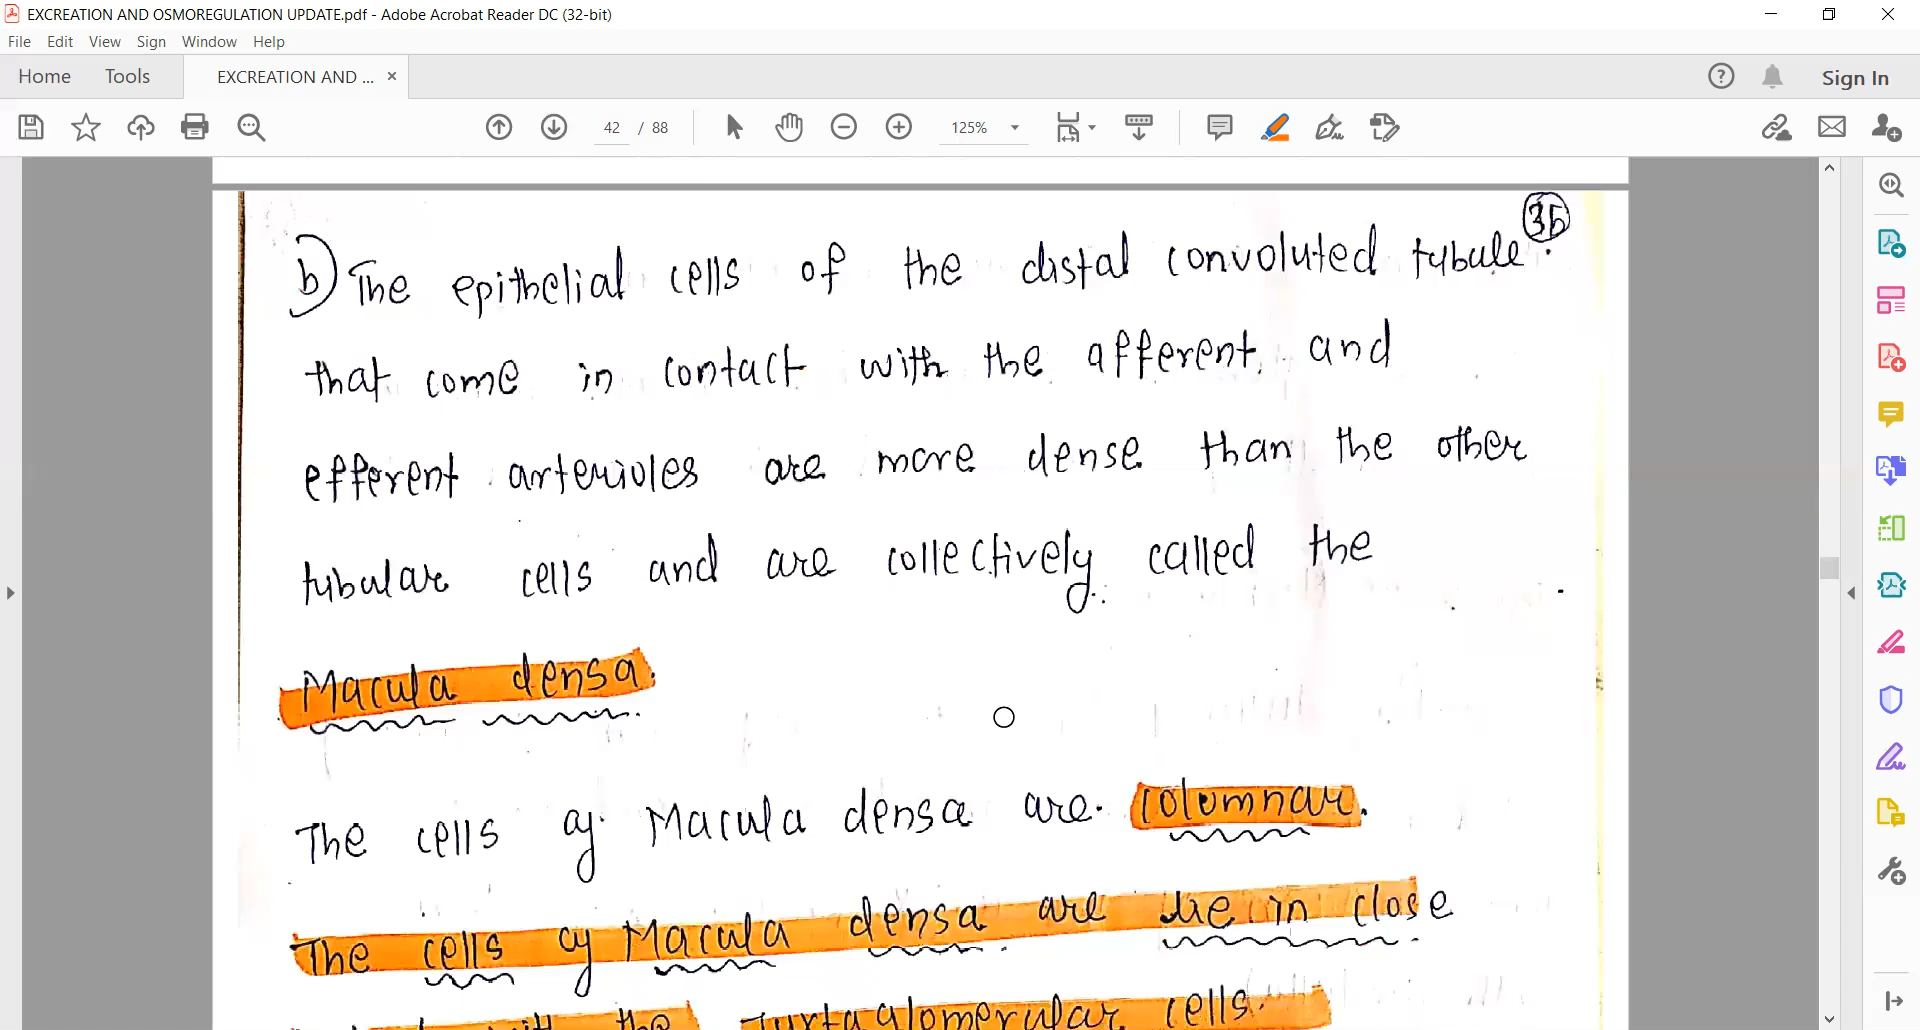 EXCREATION AND OSMOREGULATION UPDATE.pdf - Adobe Acrobat Reader DC (32-bit)
File Edit View Sign Window Help
Home Tools EXCREATION AND ... × Sign In
42 / 88 125%
35
b) The epithelial cells of the distal convoluted tubule.
that come in contact with the afferent and
efferent arterioles are more dense than the other
tubular cells and are collectively called the
Macula densa.
The cells of Macula densa are columnar.
The cells of Macula densa are lie in close
with the Juxtaglomerular cells.